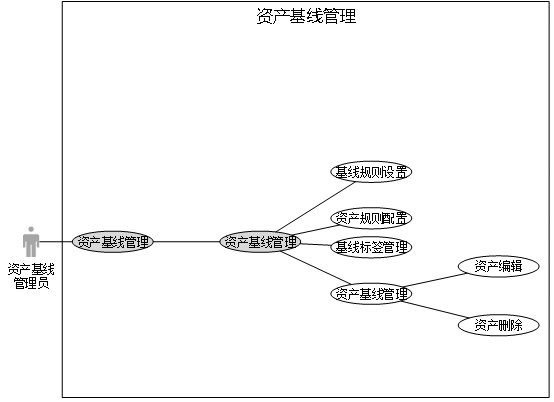 资产基线管理
基线规则设置
资产规则配置
资产基线管理
资产基线管理
基线标签管理
资产基线
管理员
资产编辑
资产基线管理
资产删除